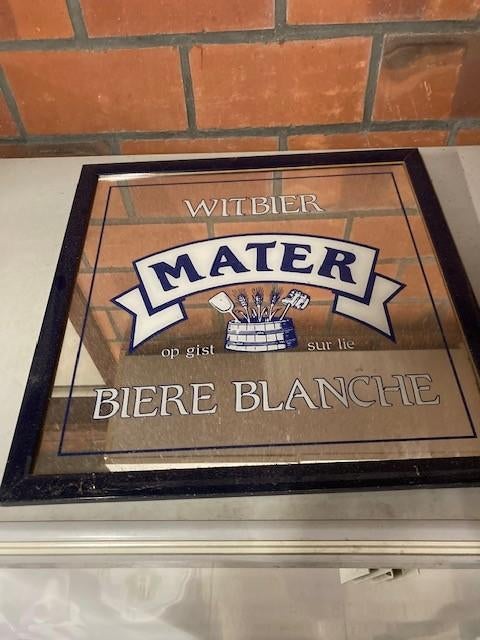 WITBIER
MATER
op gist sur lie
BIERE BLANCHE